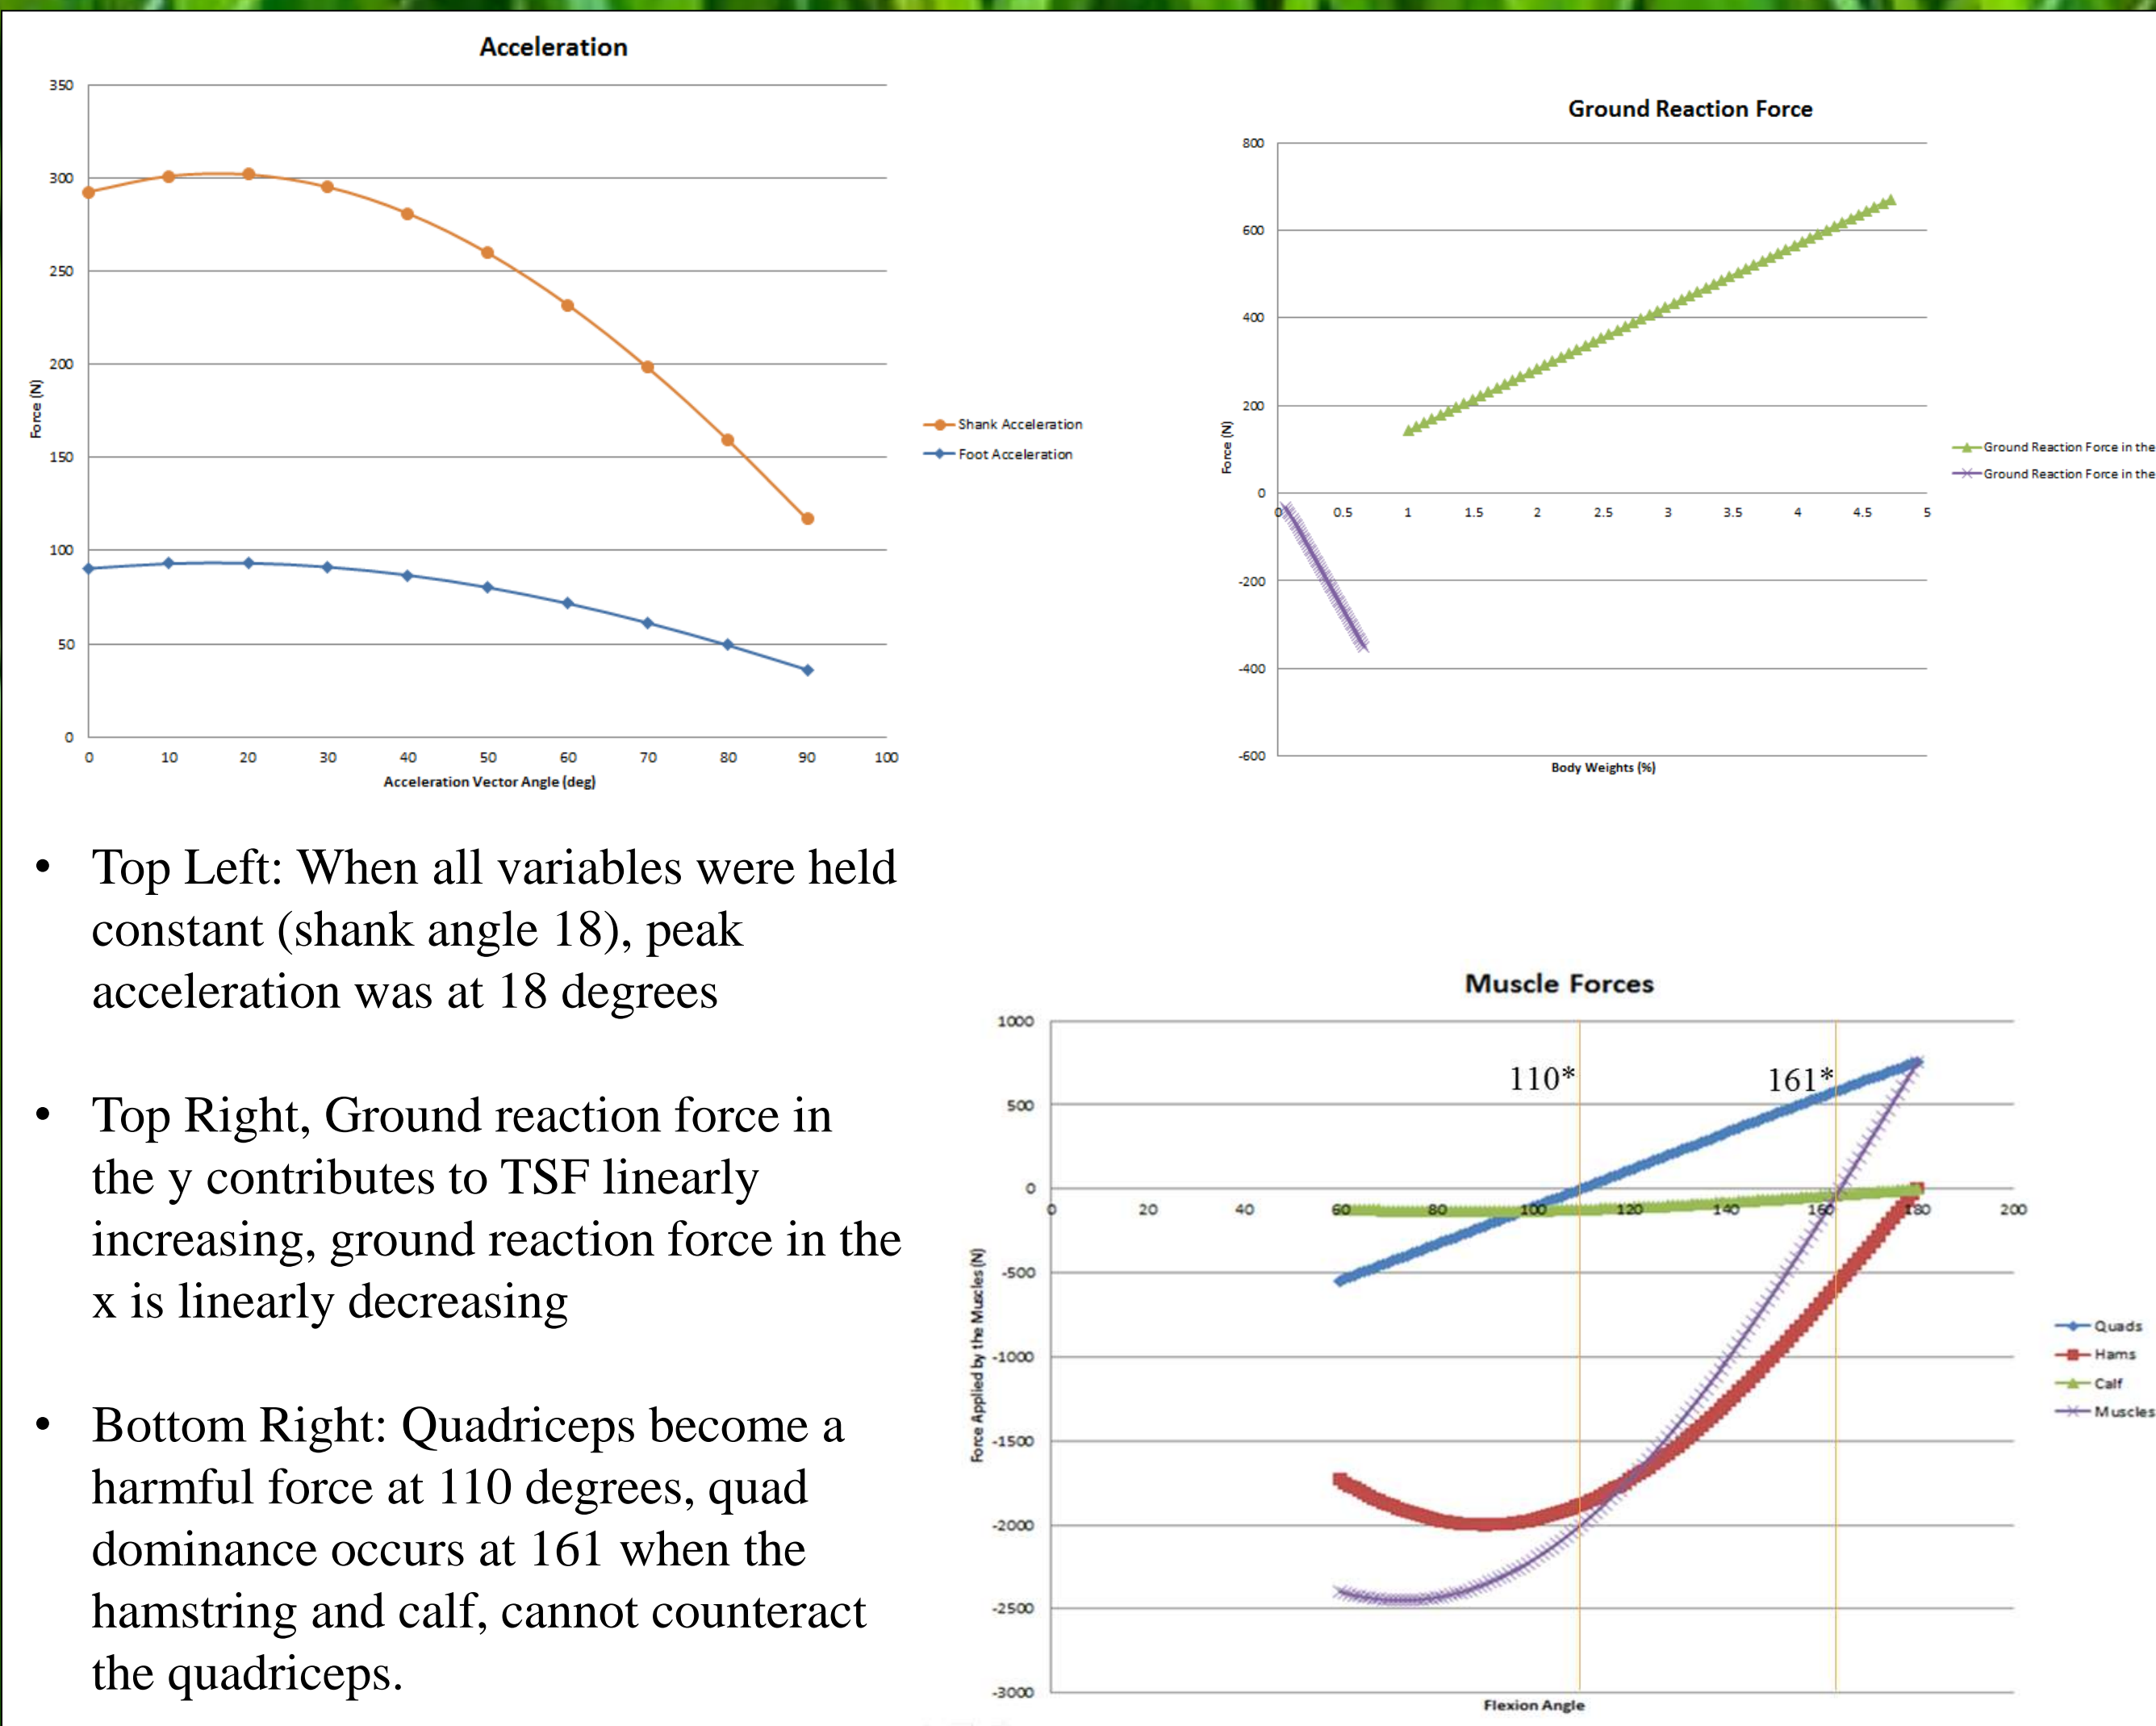 Acceleration
350
300
250
200
150
100
50
0
Force (N)
0 10 20 30 40 50 60 70 80 90 100
Acceleration Vector Angle (deg)
Shank Acceleration
Foot Acceleration
Ground Reaction Force
800
600
400
200
0
-200
-400
-600
Force (N)
0 0.5 1 1.5 2 2.5 3 3.5 4 4.5 5
Body Weights (%)
Ground Reaction Force in the
Ground Reaction Force in the
• Top Left: When all variables were held
constant (shank angle 18), peak
acceleration was at 18 degrees
• Top Right, Ground reaction force in
the y contributes to TSF linearly
increasing, ground reaction force in the
x is linearly decreasing
• Bottom Right: Quadriceps become a
harmful force at 110 degrees, quad
dominance occurs at 161 when the
hamstring and calf, cannot counteract
the quadriceps.
Muscle Forces
1000
500
0
-500
-1000
-1500
-2000
-2500
-3000
Force Applied by the Muscles (N)
110*
161*
0 20 40 60 80 100 120 140 160 180 200
Flexion Angle
Quads
Hams
Calf
Muscles